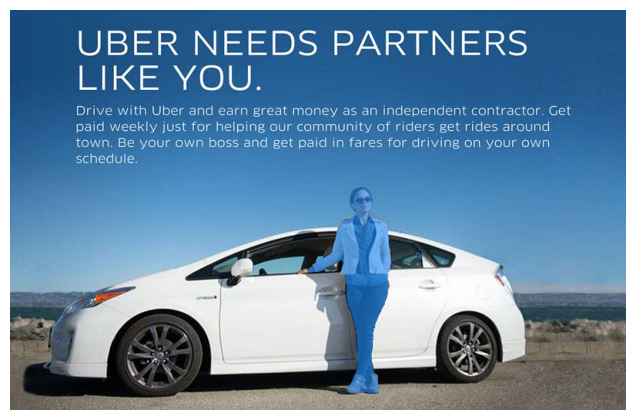 UBER NEEDS PARTNERS
LIKE YOU.
Drive with Uber and earn great money as an independent contractor. Get
paid weekly just for helping our community of riders get rides around
town. Be your own boss and get paid in fares for driving on your own
schedule.